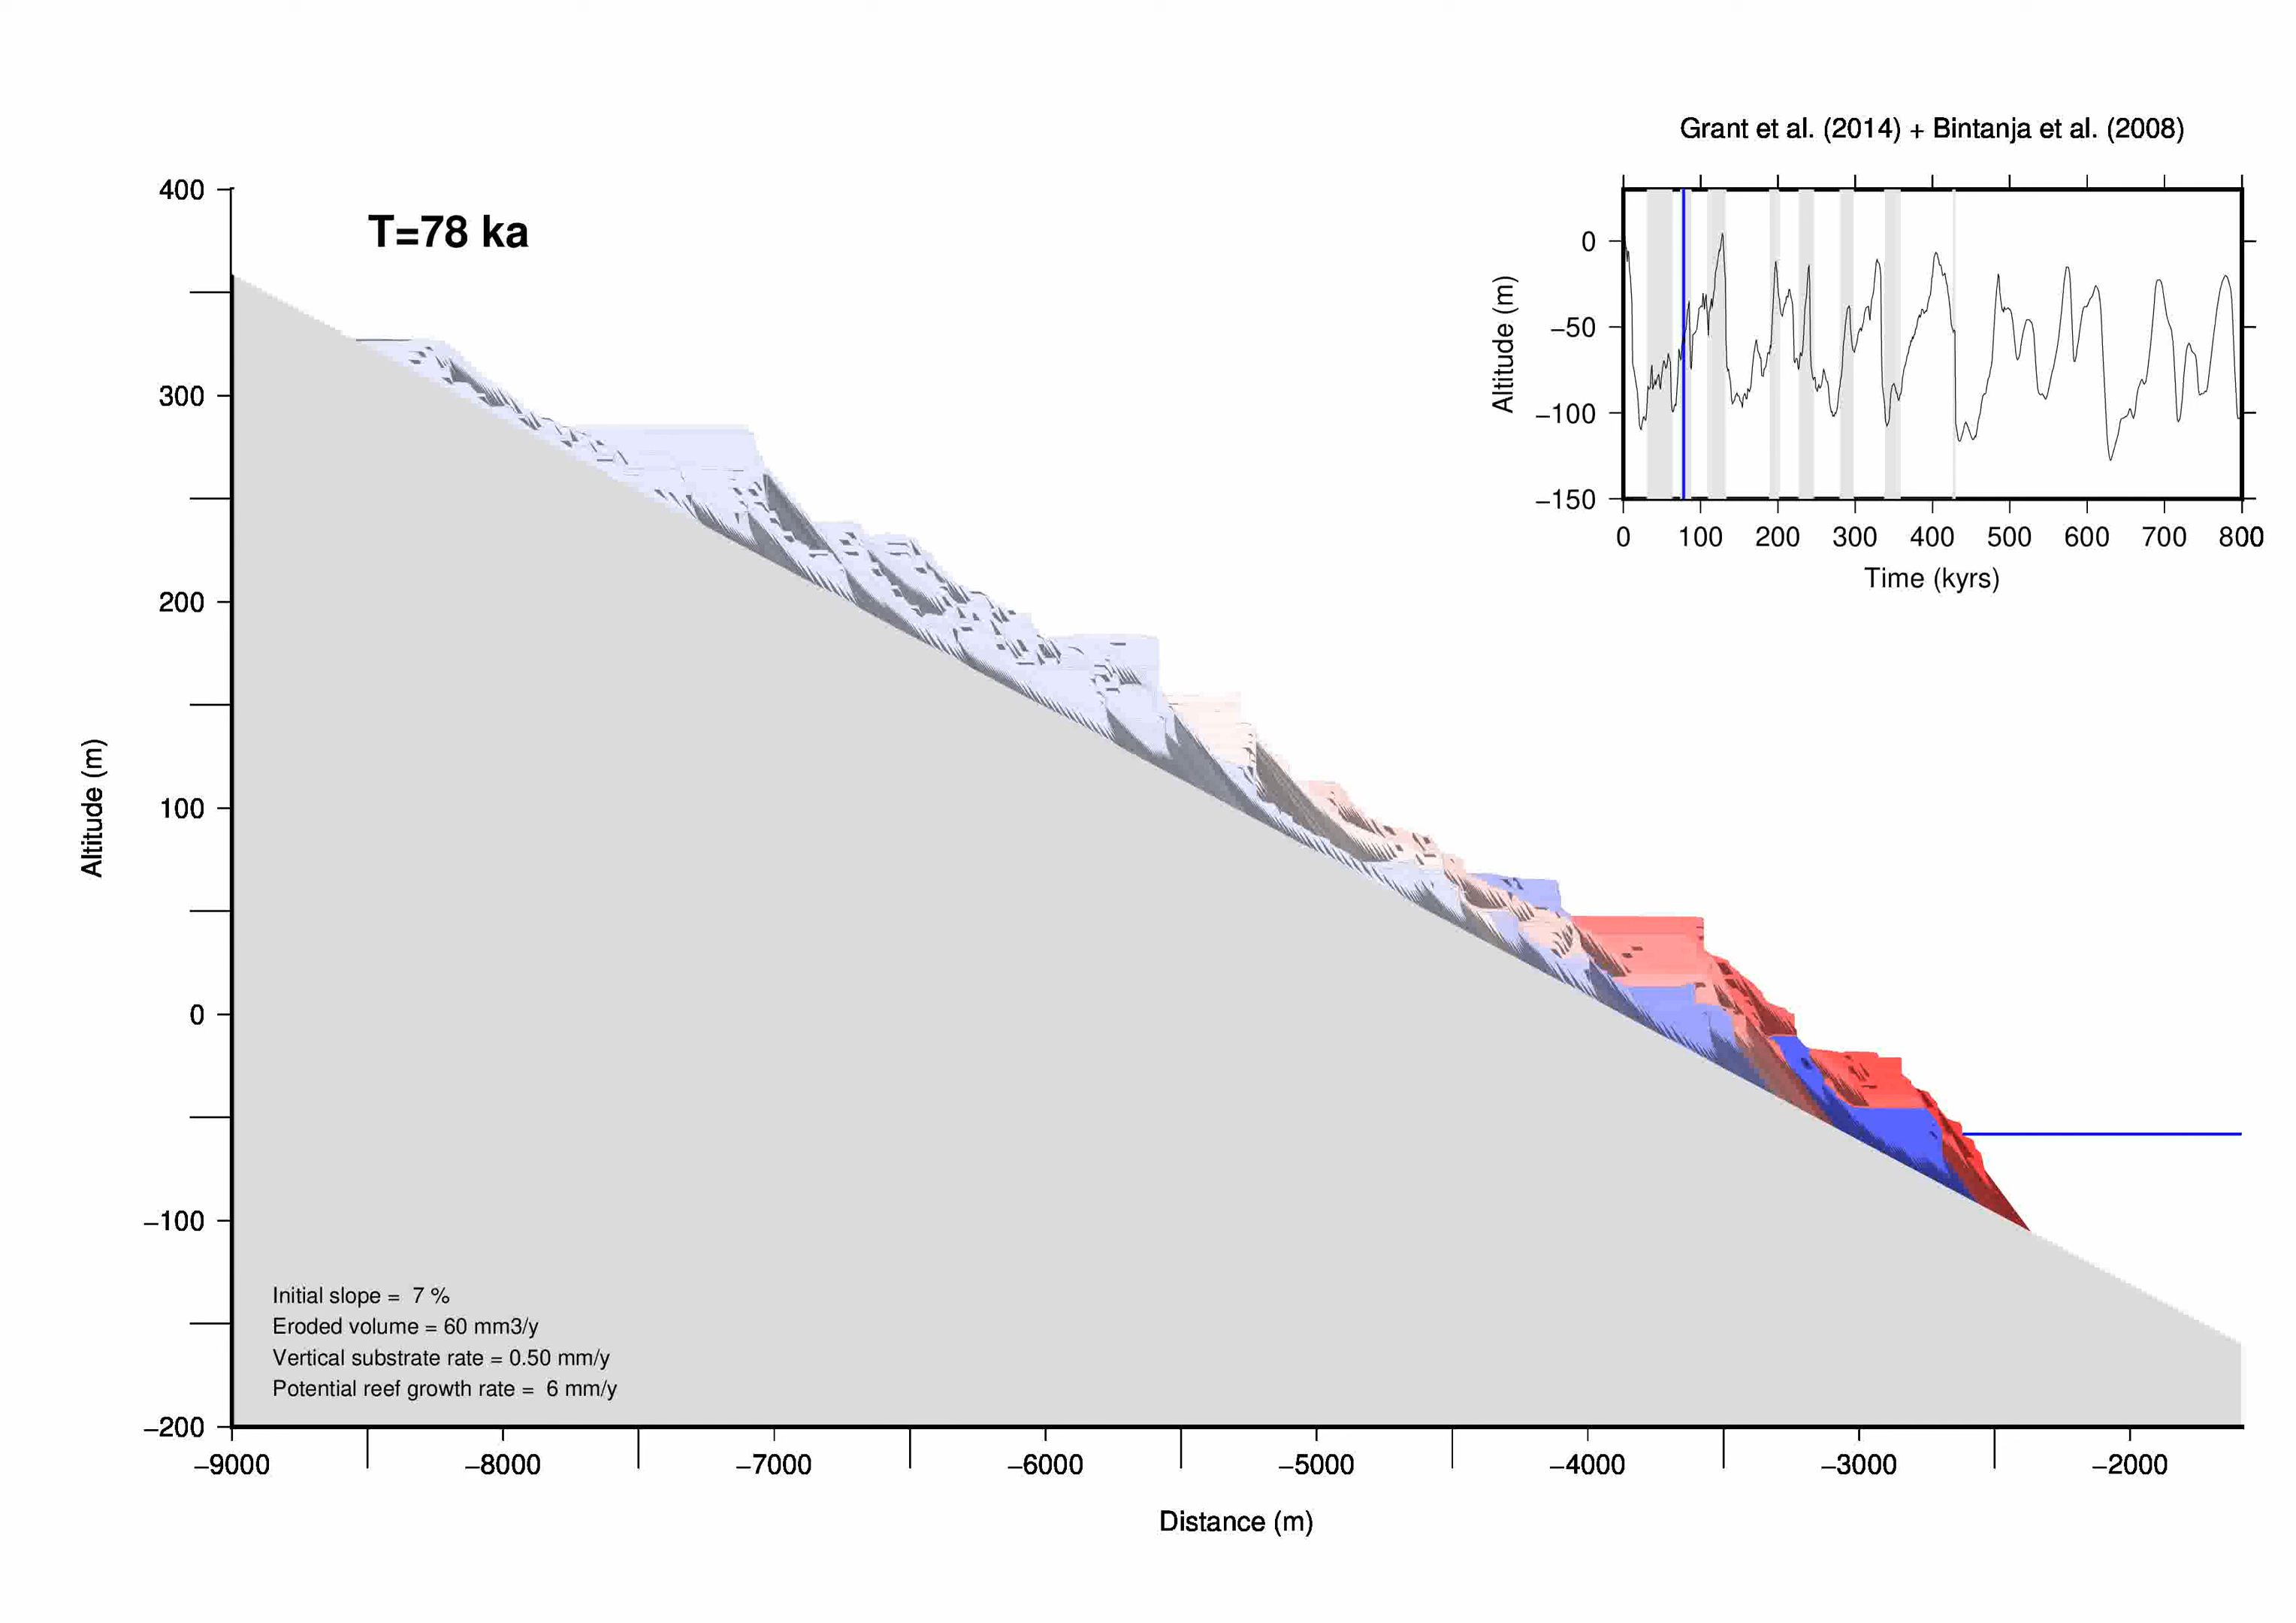 Grant et al. (2014) + Bintanja et al. (2008)
T=78 ka
Altitude (m)
400
300
200
100
0
−100
−200
Altitude (m)
0
−50
−100
−150
0 100 200 300 400 500 600 700 800
Time (kyrs)
Initial slope = 7 %
Eroded volume = 60 mm3/y
Vertical substrate rate = 0.50 mm/y
Potential reef growth rate = 6 mm/y
−9000 −8000 −7000 −6000 −5000 −4000 −3000 −2000
Distance (m)